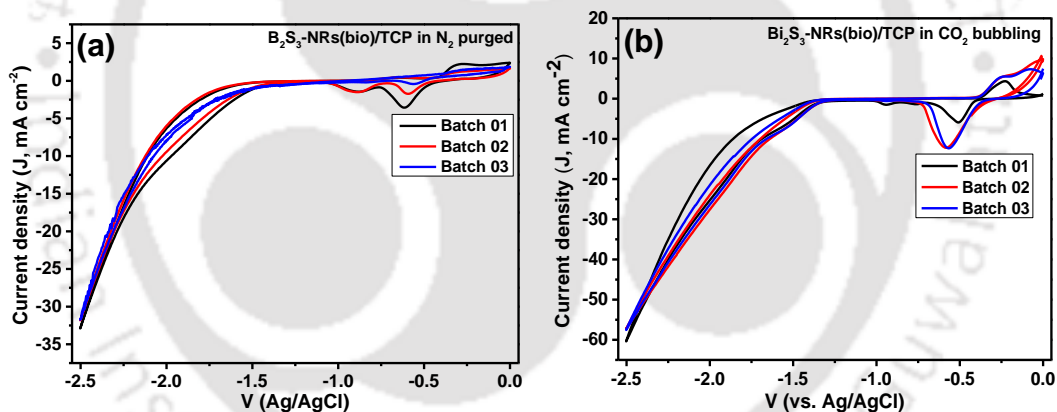 (a)
B2S3-NRs(bio)/TCP in N2 purged
Current density (J, mA cm-2)
5
0
-5
-10
-15
-20
-25
-30
-35
Batch 01
Batch 02
Batch 03
-2.5 -2.0 -1.5 -1.0 -0.5 0.0
V (Ag/AgCl)
(b)
Bi2S3-NRs(bio)/TCP in CO2 bubbling
Current density (J, mA cm-2)
20
10
0
-10
-20
-30
-40
-50
-60
Batch 01
Batch 02
Batch 03
-2.5 -2.0 -1.5 -1.0 -0.5 0.0
V (vs. Ag/AgCl)